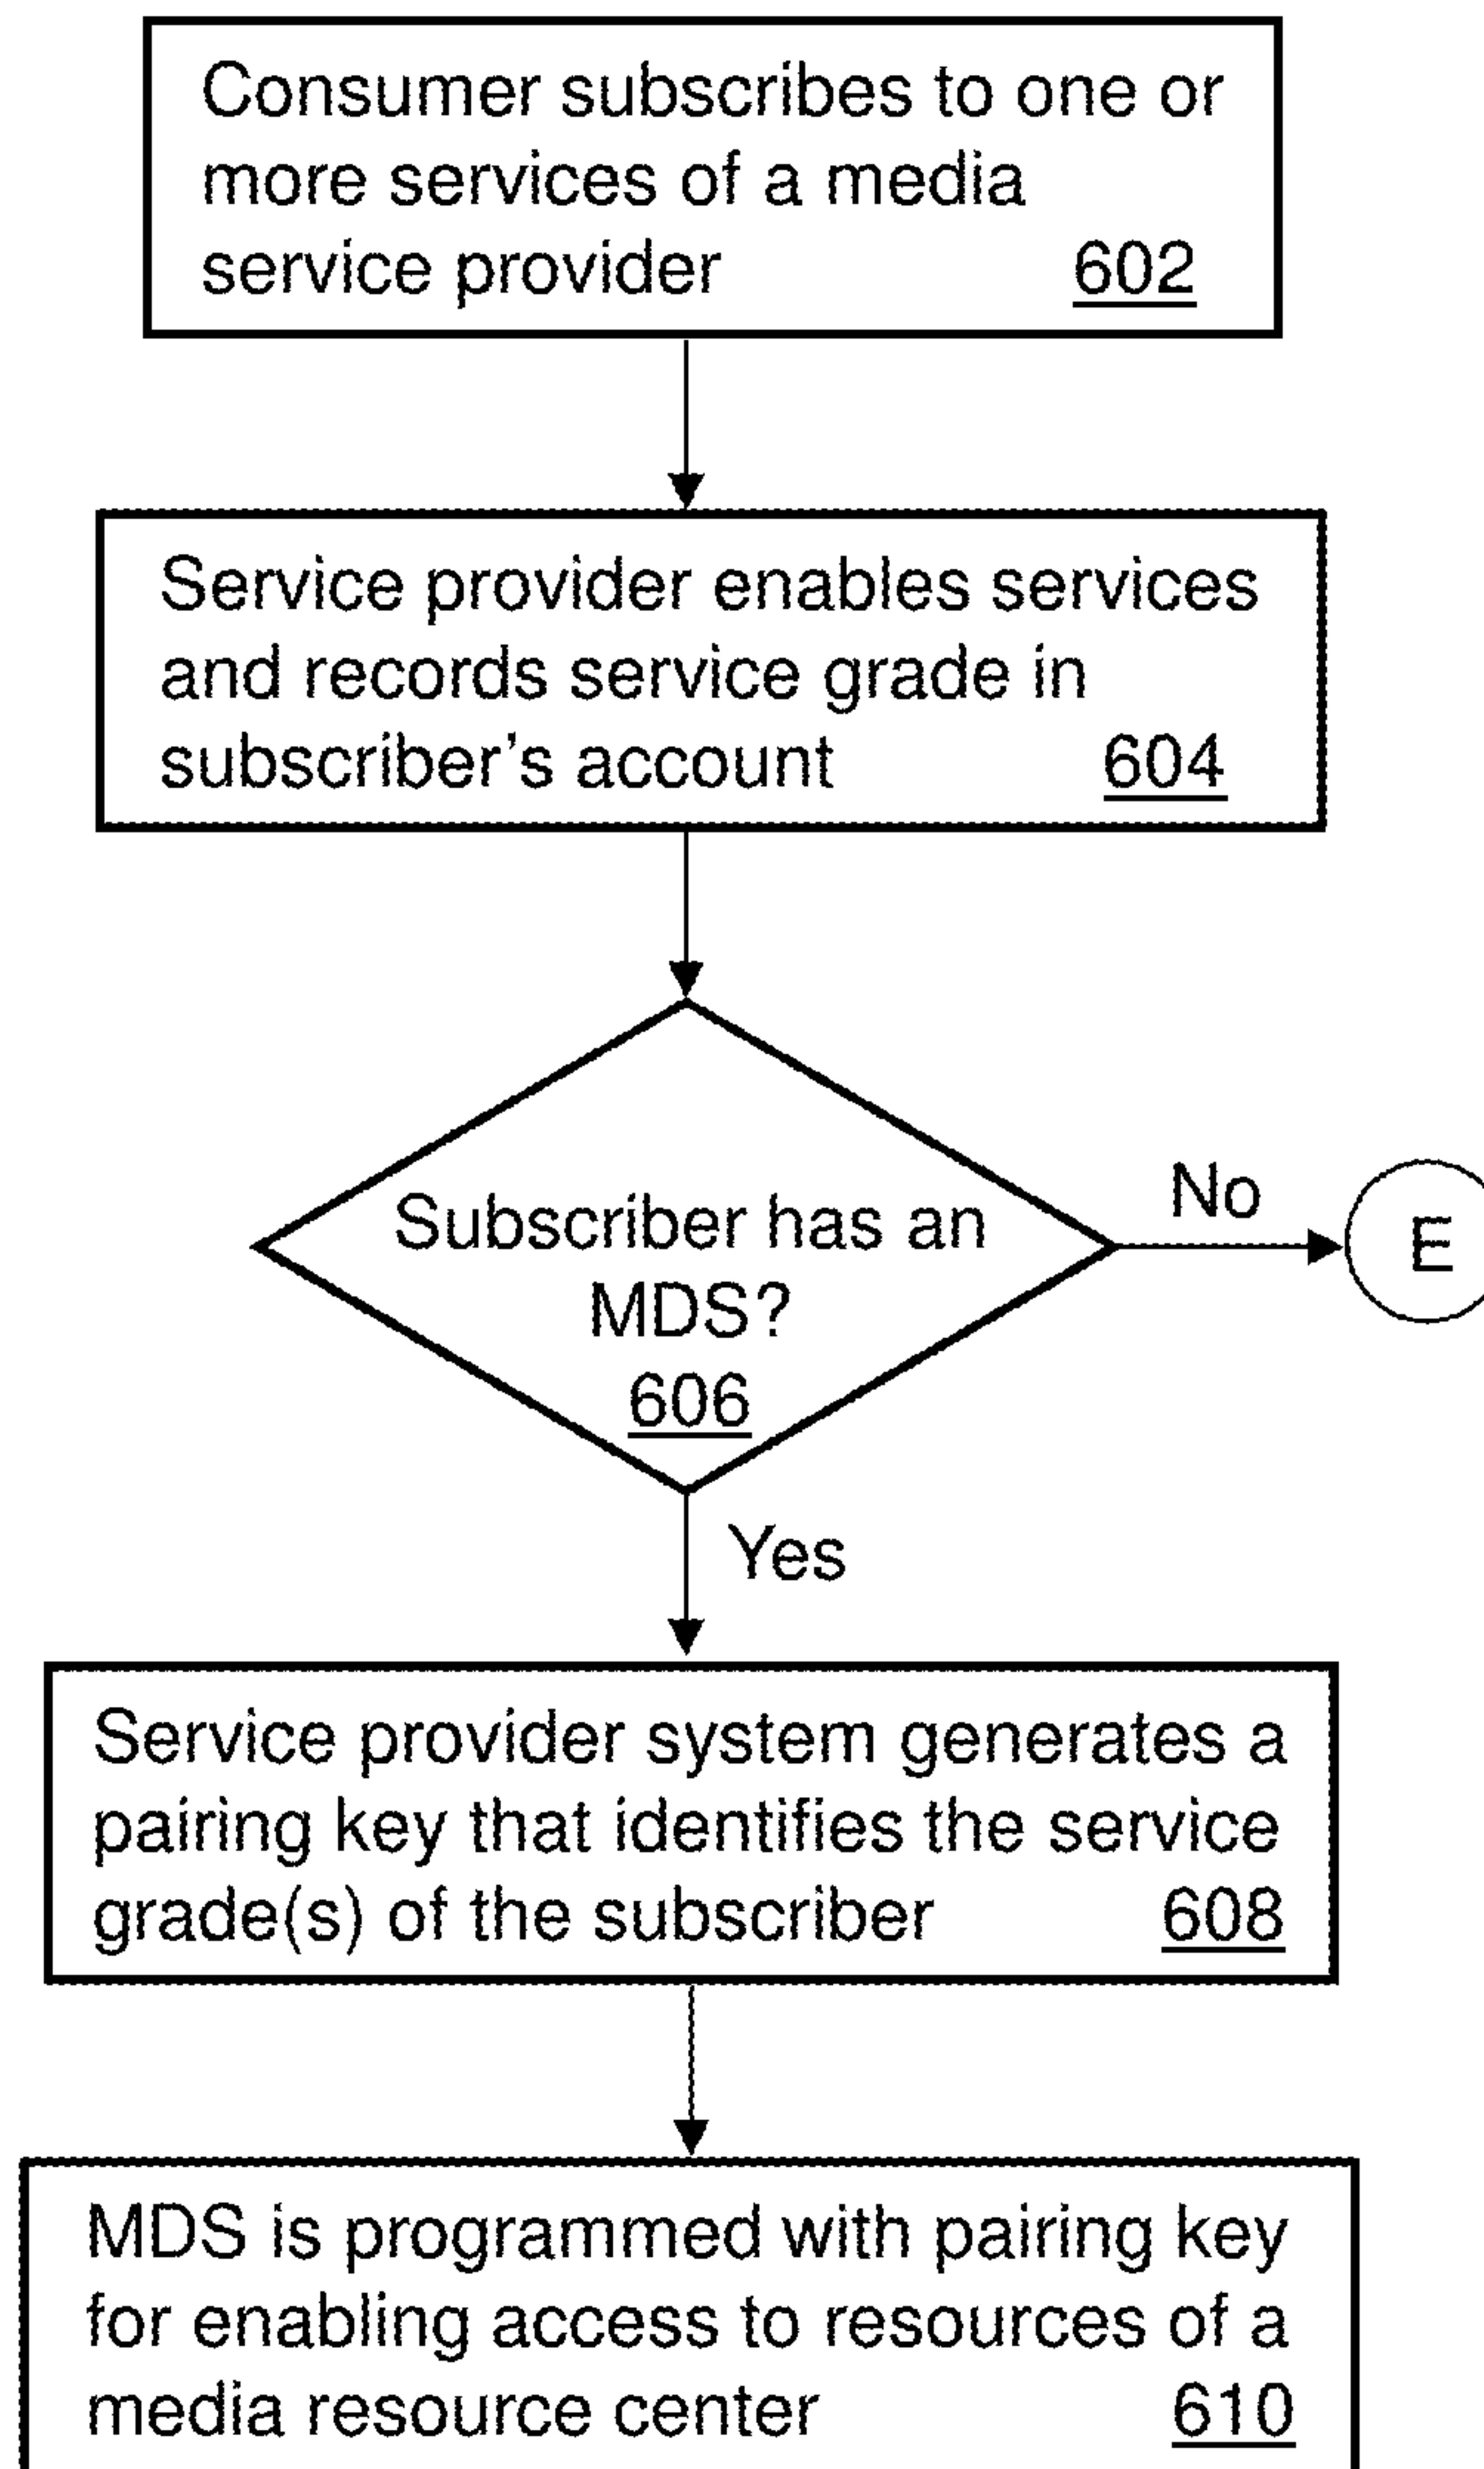 Consumer subscribes to one or
more services of a media
service provider 602
Service provider enables services
and records service grade in
subscriber's account 604
Subscriber has an
MDS?
606
No
E
Yes
Service provider system generates a
pairing key that identifies the service
grade(s) of the subscriber 608
MDS is programmed with pairing key
for enabling access to resources of a
media resource center 610